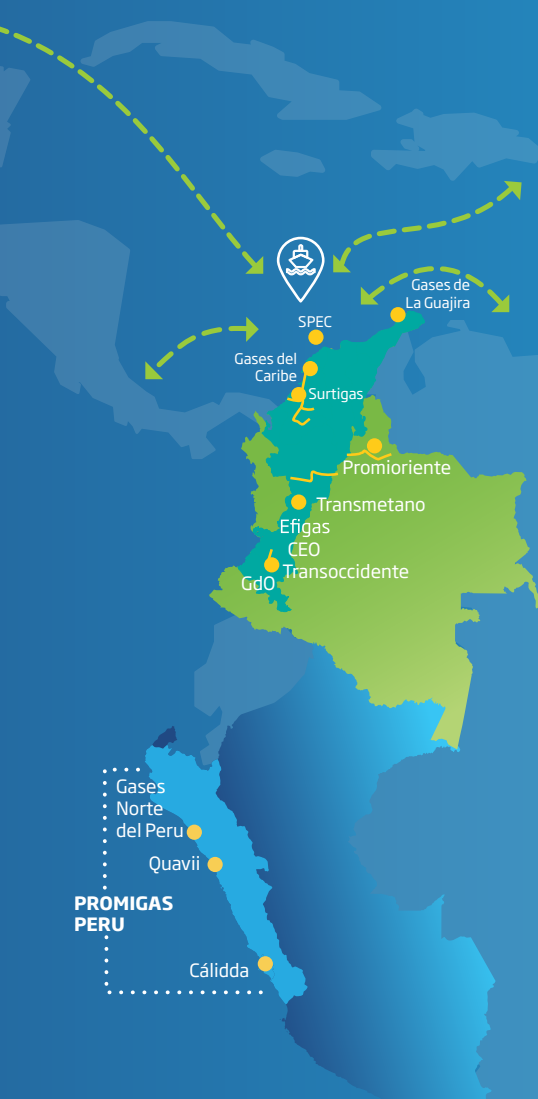 Gases de
La Guajira
SPEC
Gases del
Caribe
Surtigas
Promioriente
Transmetano
Efigas
CEO
Transoccidente
GdO
Gases
Norte
del Peru
Quavii
PROMIGAS
PERU
Cálidda